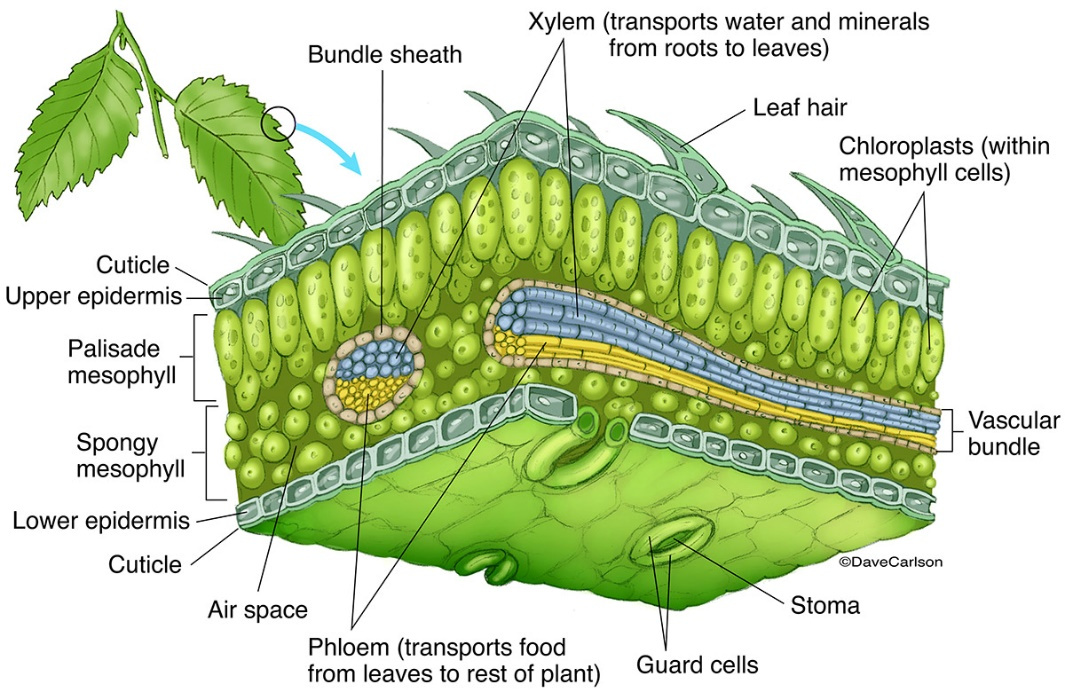 Xylem (transports water and minerals
from roots to leaves)
Bundle sheath
Leaf hair
Chloroplasts (within
mesophyll cells)
Cuticle
Upper epidermis
Palisade
mesophyll
Vascular
bundle
Spongy
mesophyll
Lower epidermis
Cuticle
©DaveCarlson
Air space
Stoma
Phloem (transports food
from leaves to rest of plant)
Guard cells